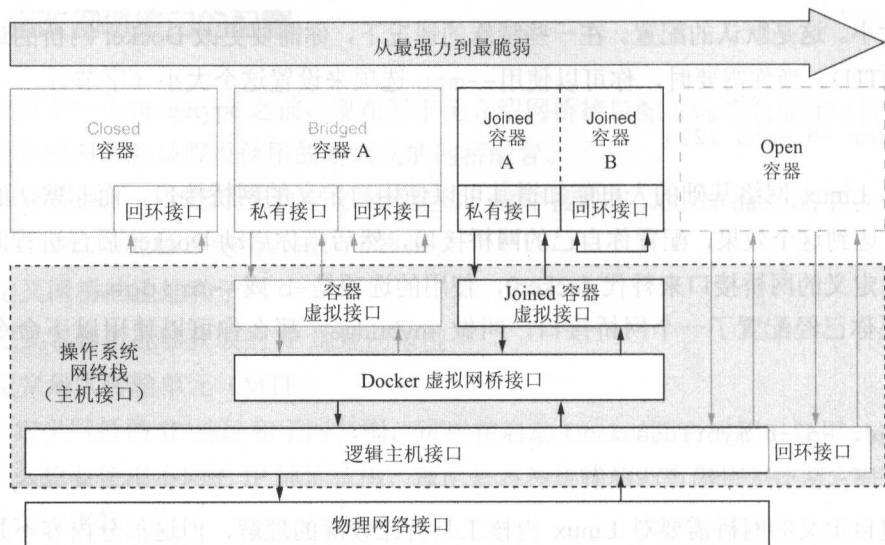 从最强力到最脆弱
Closed
容器
Bridged
容器 A
Joined
容器
A
Joined
容器
B
Open
容器
回环接口
私有接口
回环接口
私有接口
回环接口
容器
虚拟接口
Joined 容器
虚拟接口
操作系统
网络栈
（主机接口）
Docker 虚拟网桥接口
逻辑主机接口
回环接口
物理网络接口